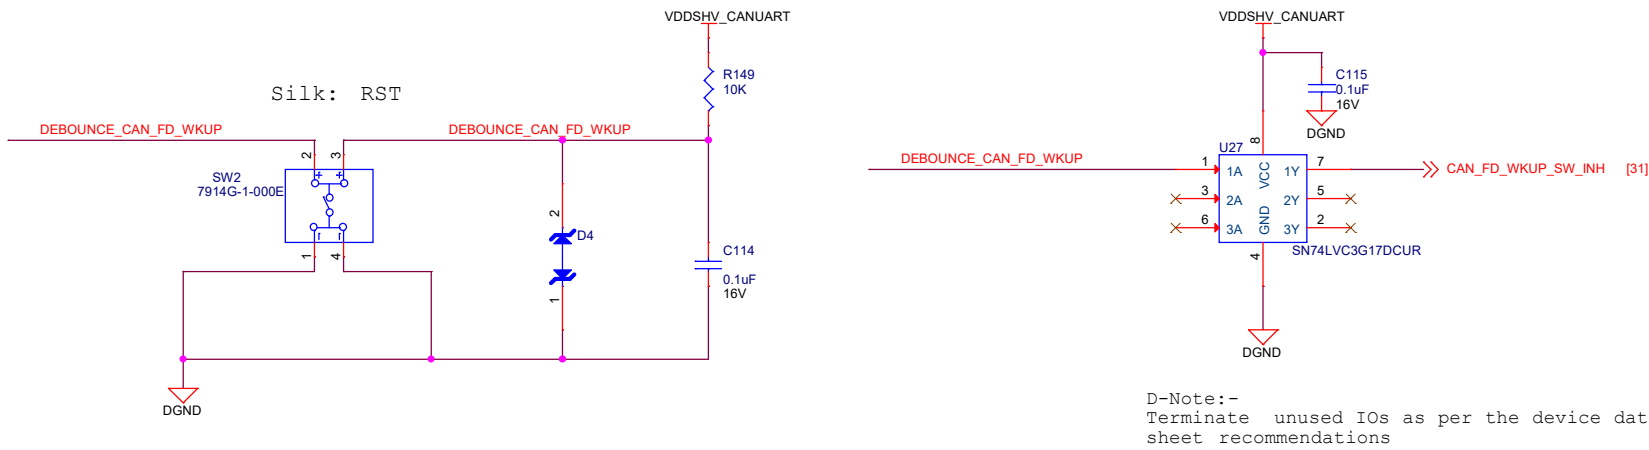 VDDSHV_CANUART
R149
10K
Silk: RST
DEBOUNCE_CAN_FD_WKUP
DEBOUNCE_CAN_FD_WKUP
2
3
SW2
7914G-1-000E
1
4
2
D4
1
C114
0.1uF
16V
DGND
VDDSHV_CANUART
C115
0.1uF
16V
DGND
DEBOUNCE_CAN_FD_WKUP
U27
8
1
1A
VCC
1Y
7
CAN_FD_WKUP_SW_INH [31]
3
2A
2Y
5
6
3A
GND
3Y
2
SN74LVC3G17DCUR
4
DGND
D-Note:-
Terminate unused IOs as per the device dat
sheet recommendations